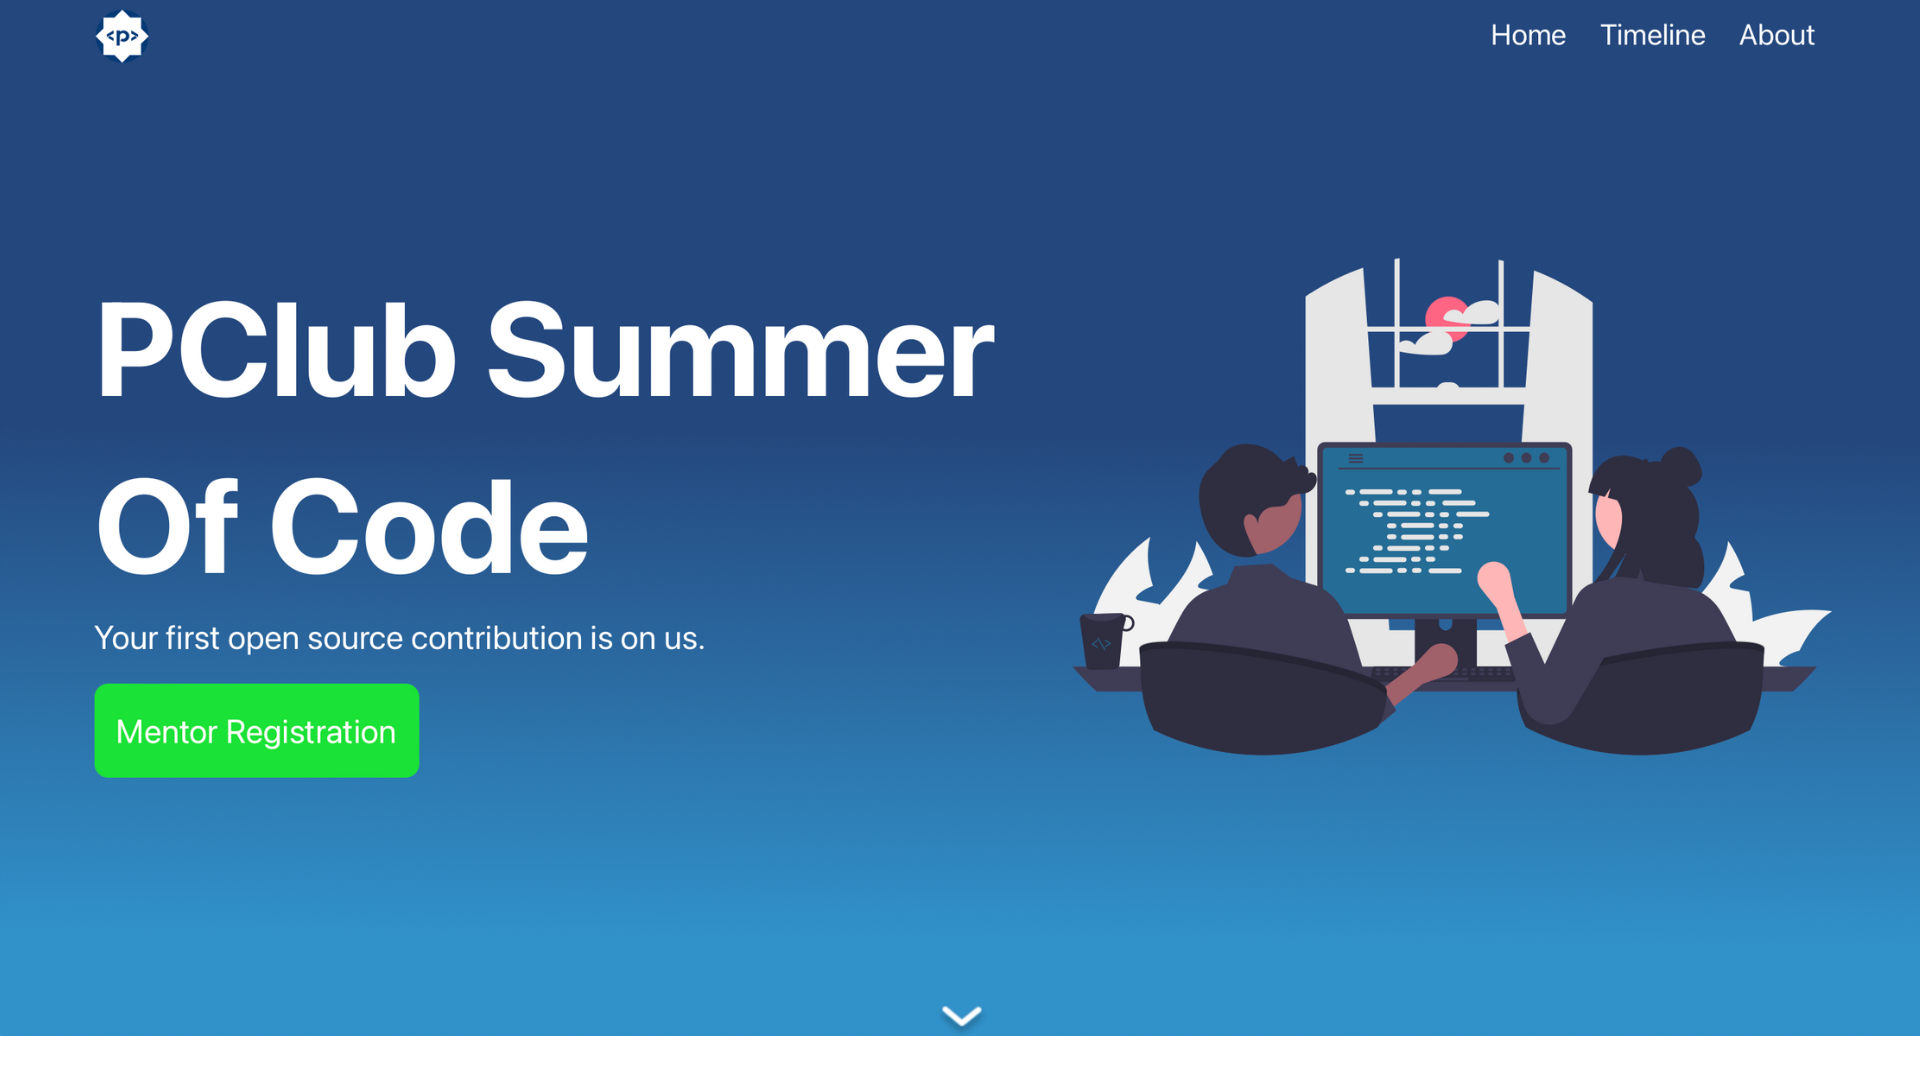 <p>
Home Timeline About
PClub Summer
Of Code
Your first open source contribution is on us.
Mentor Registration
<\>